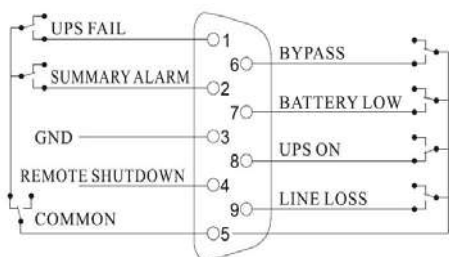 UPS FAIL 1
6 BYPASS
SUMMARY ALARM 2
7 BATTERY LOW
GND 3
8 UPS ON
REMOTE SHUTDOWN 4
9 LINE LOSS
COMMON 5